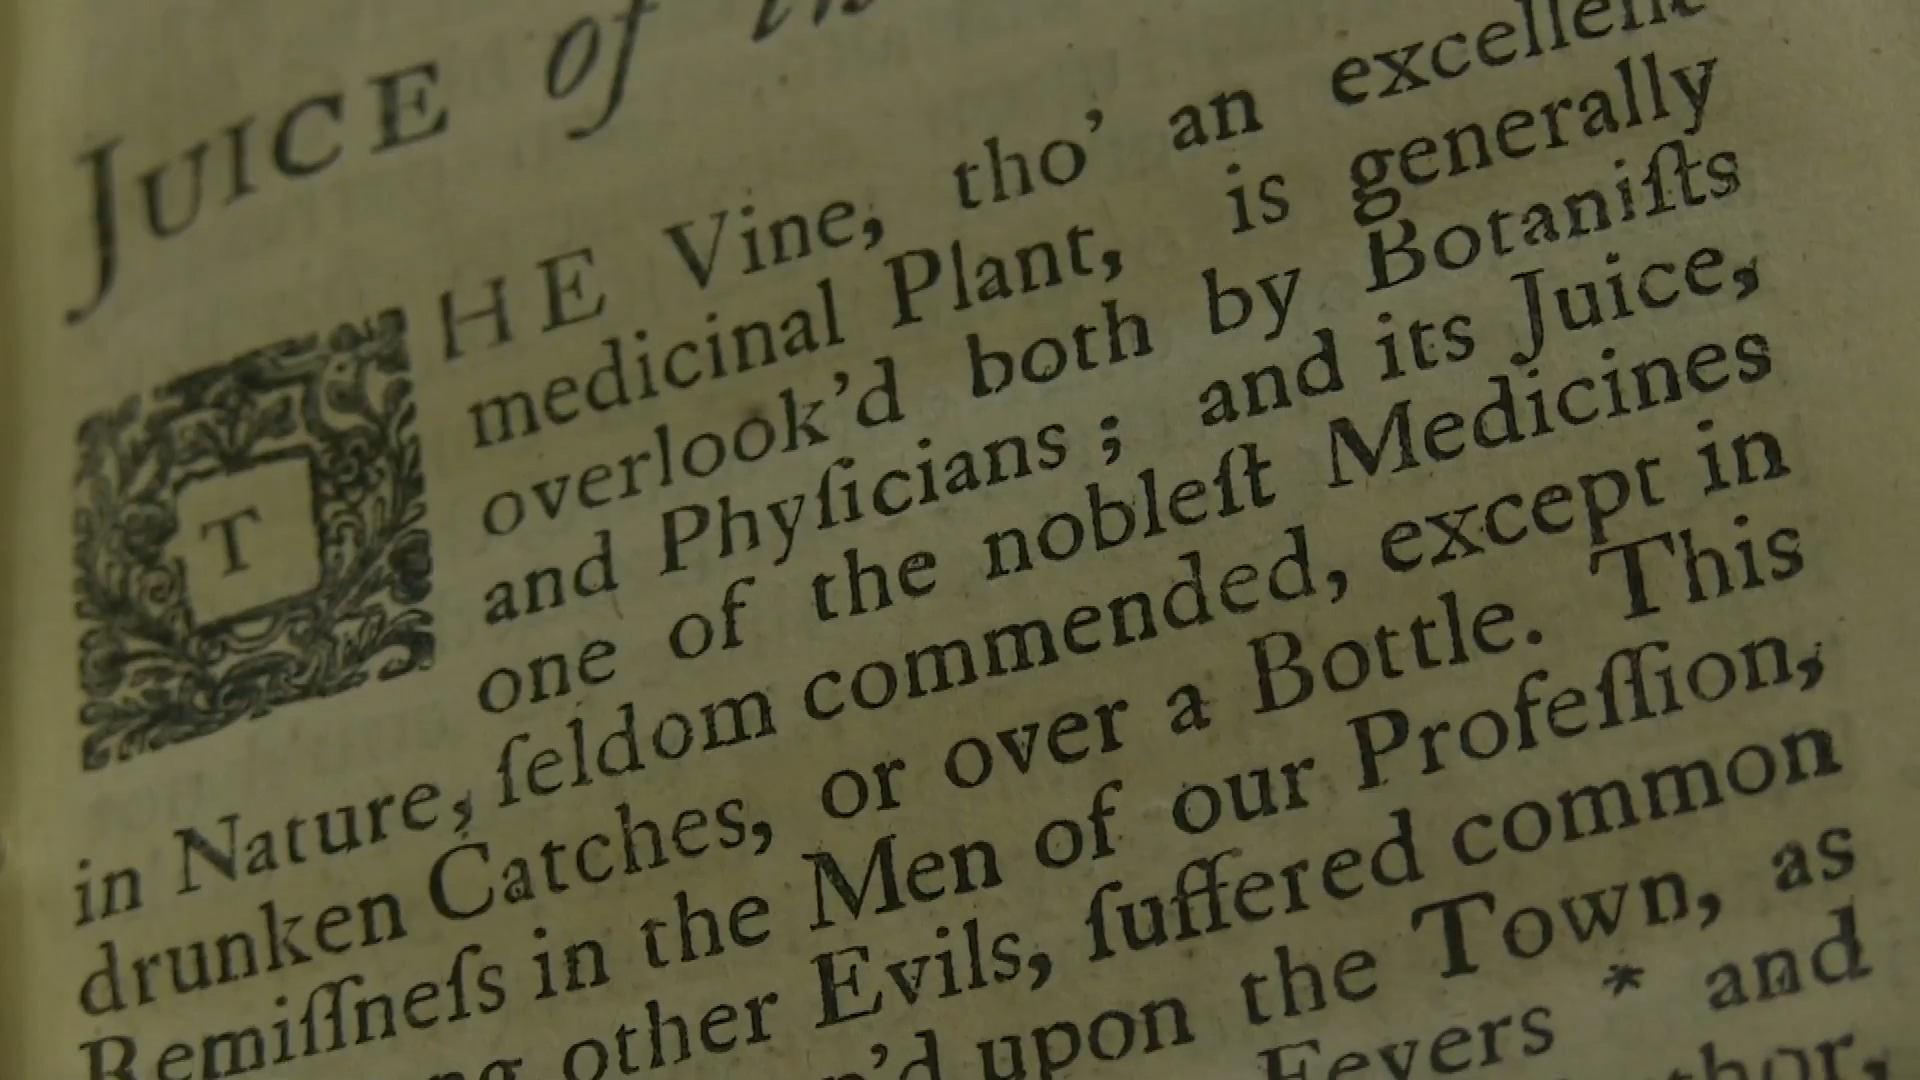 JUICE of
THE Vine, tho' an excellent
medicinal Plant, is generally
overlook'd both by Botaniſts
and Phyſicians; and its Juice,
one of the nobleſt Medicines
in Nature, ſeldom commended, except in
drunken Catches, or over a Bottle. This
Remiſſneſs in the Men of our Profeſſion,
other Evils, ſuffered common
upon the Town, as
Fevers * and